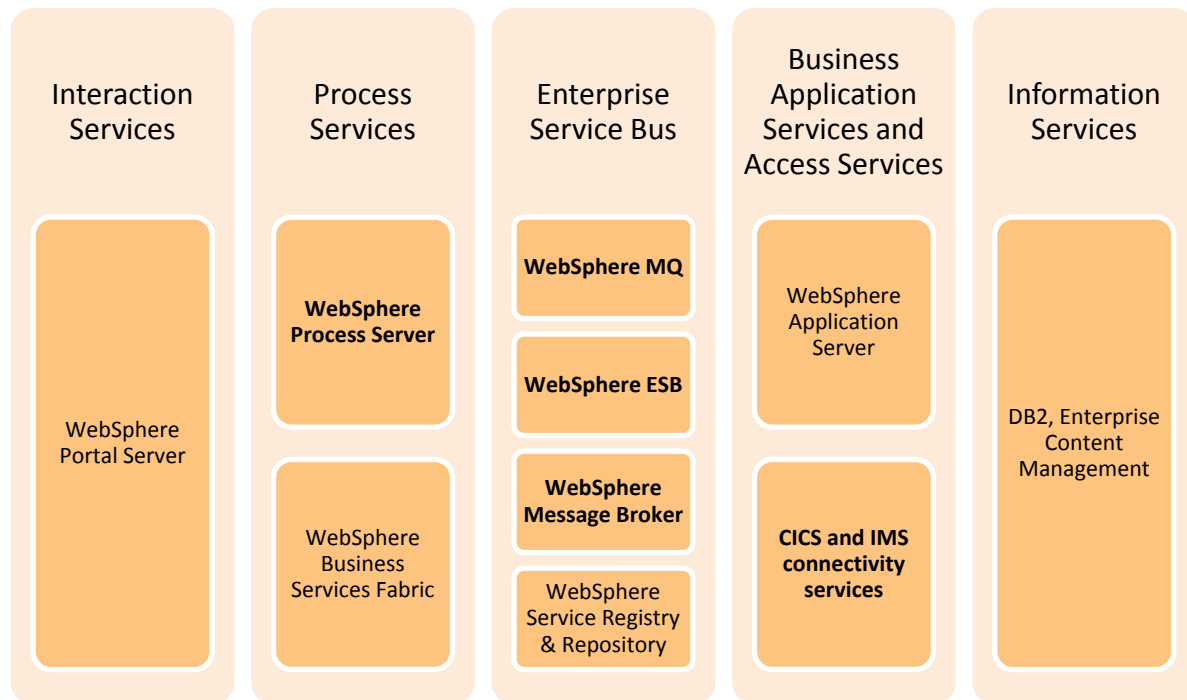 Interaction
Services
WebSphere
Portal Server
Process
Services
WebSphere
Process Server
WebSphere
Business
Services Fabric
Enterprise
Service Bus
WebSphere MQ
WebSphere ESB
WebSphere
Message Broker
WebSphere
Service Registry
& Repository
Business
Application
Services and
Access Services
WebSphere
Application
Server
CICS and IMS
connectivity
services
Information
Services
DB2, Enterprise
Content
Management